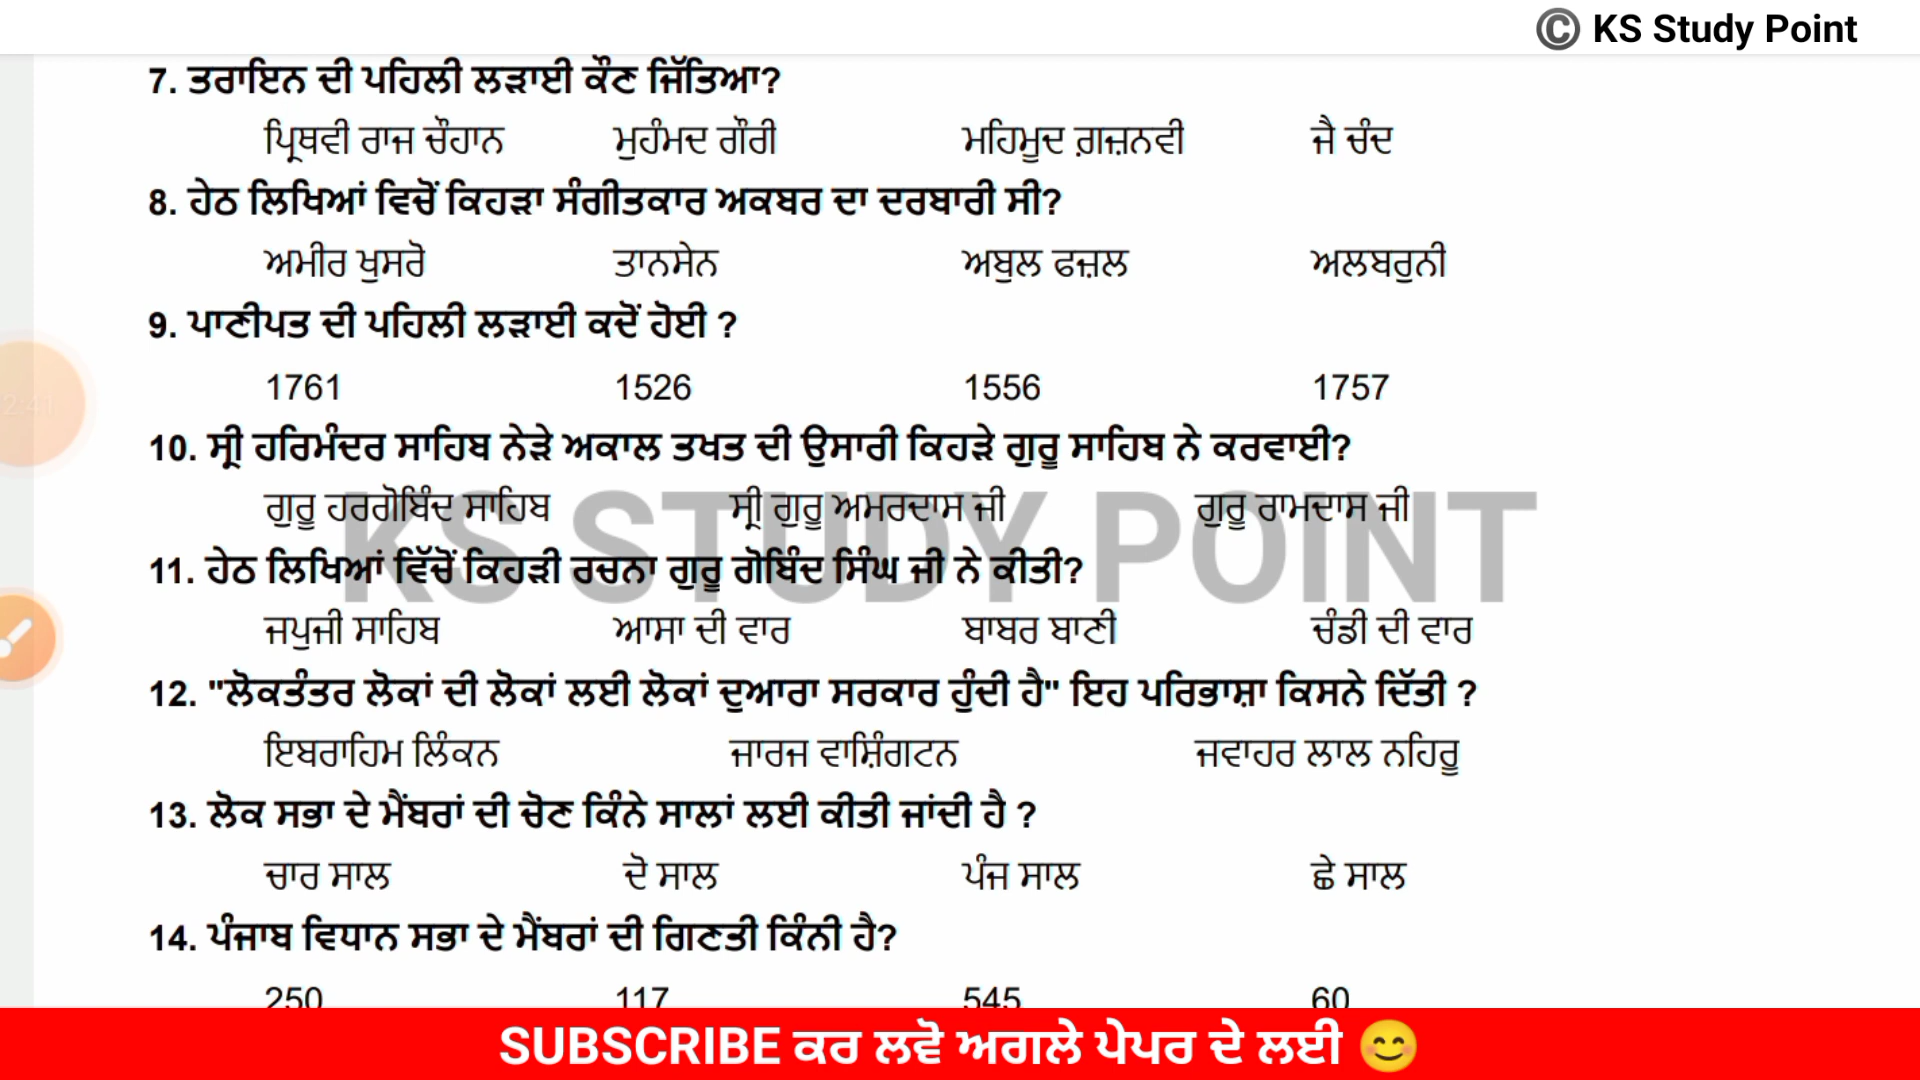 © KS Study Point
7. ਤਰਾਇਨ ਦੀ ਪਹਿਲੀ ਲੜਾਈ ਕੌਣ ਜਿੱਤਿਆ?
ਪ੍ਰਿਥਵੀ ਰਾਜ ਚੌਹਾਨ ਮੁਹੰਮਦ ਗੌਰੀ ਮਹਿਮੂਦ ਗ਼ਜ਼ਨਵੀ ਜੈ ਚੰਦ
8. ਹੇਠ ਲਿਖਿਆਂ ਵਿਚੋਂ ਕਿਹੜਾ ਸੰਗੀਤਕਾਰ ਅਕਬਰ ਦਾ ਦਰਬਾਰੀ ਸੀ?
ਅਮੀਰ ਖੁਸਰੋ ਤਾਨਸੇਨ ਅਬੁਲ ਫਜ਼ਲ ਅਲਬਰੁਨੀ
9. ਪਾਣੀਪਤ ਦੀ ਪਹਿਲੀ ਲੜਾਈ ਕਦੋਂ ਹੋਈ ?
1761 1526 1556 1757
10. ਸ੍ਰੀ ਹਰਿਮੰਦਰ ਸਾਹਿਬ ਨੇੜੇ ਅਕਾਲ ਤਖਤ ਦੀ ਉਸਾਰੀ ਕਿਹੜੇ ਗੁਰੂ ਸਾਹਿਬ ਨੇ ਕਰਵਾਈ?
ਗੁਰੂ ਹਰਗੋਬਿੰਦ ਸਾਹਿਬ ਸ੍ਰੀ ਗੁਰੂ ਅਮਰਦਾਸ ਜੀ ਗੁਰੂ ਰਾਮਦਾਸ ਜੀ
KS STUDY POINT
11. ਹੇਠ ਲਿਖਿਆਂ ਵਿੱਚੋਂ ਕਿਹੜੀ ਰਚਨਾ ਗੁਰੂ ਗੋਬਿੰਦ ਸਿੰਘ ਜੀ ਨੇ ਕੀਤੀ?
ਜਪੁਜੀ ਸਾਹਿਬ ਆਸਾ ਦੀ ਵਾਰ ਬਾਬਰ ਬਾਣੀ ਚੰਡੀ ਦੀ ਵਾਰ
12. "ਲੋਕਤੰਤਰ ਲੋਕਾਂ ਦੀ ਲੋਕਾਂ ਲਈ ਲੋਕਾਂ ਦੁਆਰਾ ਸਰਕਾਰ ਹੁੰਦੀ ਹੈ" ਇਹ ਪਰਿਭਾਸ਼ਾ ਕਿਸਨੇ ਦਿੱਤੀ ?
ਇਬਰਾਹਿਮ ਲਿੰਕਨ ਜਾਰਜ ਵਾਸ਼ਿੰਗਟਨ ਜਵਾਹਰ ਲਾਲ ਨਹਿਰੂ
13. ਲੋਕ ਸਭਾ ਦੇ ਮੈਂਬਰਾਂ ਦੀ ਚੋਣ ਕਿੰਨੇ ਸਾਲਾਂ ਲਈ ਕੀਤੀ ਜਾਂਦੀ ਹੈ ?
ਚਾਰ ਸਾਲ ਦੋ ਸਾਲ ਪੰਜ ਸਾਲ ਛੇ ਸਾਲ
14. ਪੰਜਾਬ ਵਿਧਾਨ ਸਭਾ ਦੇ ਮੈਂਬਰਾਂ ਦੀ ਗਿਣਤੀ ਕਿੰਨੀ ਹੈ?
250 117 545 60
SUBSCRIBE ਕਰ ਲਵੋ ਅਗਲੇ ਪੇਪਰ ਦੇ ਲਈ 😊